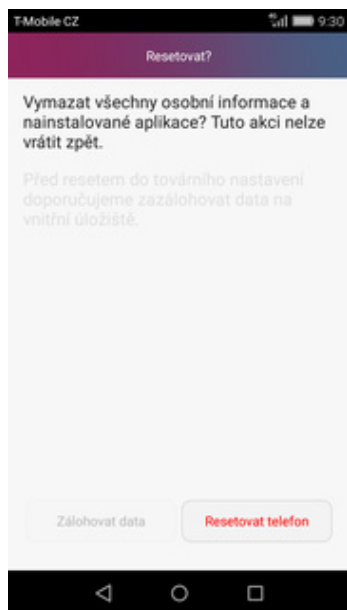 T-Mobile CZ 9:30
Resetovat?
Vymazat všechny osobní informace a
nainstalované aplikace? Tuto akci nelze
vrátit zpět.
Před resetem do továrního nastavení
doporučujeme zazálohovat data na
vnitřní úložiště.
Zálohovat data Resetovat telefon